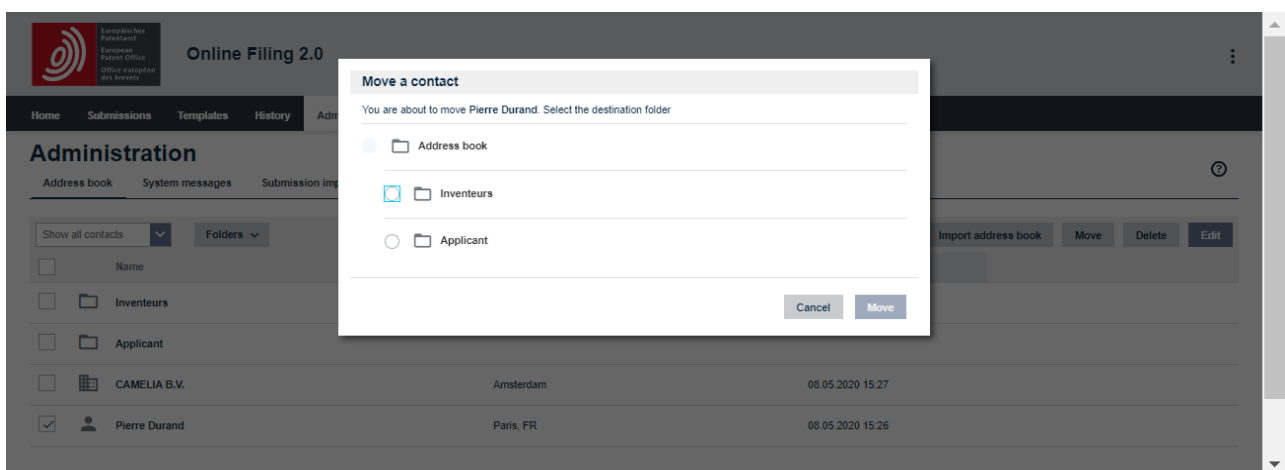 Europäisches
Patentamt
European
Patent Office
Office européen
des brevets
Online Filing 2.0
Home Submissions Templates History Adm
Administration
Address book System messages Submission imp
Show all contacts Folders Import address book Move Delete Edit
Name
Inventeurs
Applicant
CAMELIA B.V. Amsterdam 08.05.2020 15:27
Pierre Durand Paris, FR 08.05.2020 15:26
Move a contact
You are about to move Pierre Durand. Select the destination folder
Address book
Inventeurs
Applicant
Cancel Move